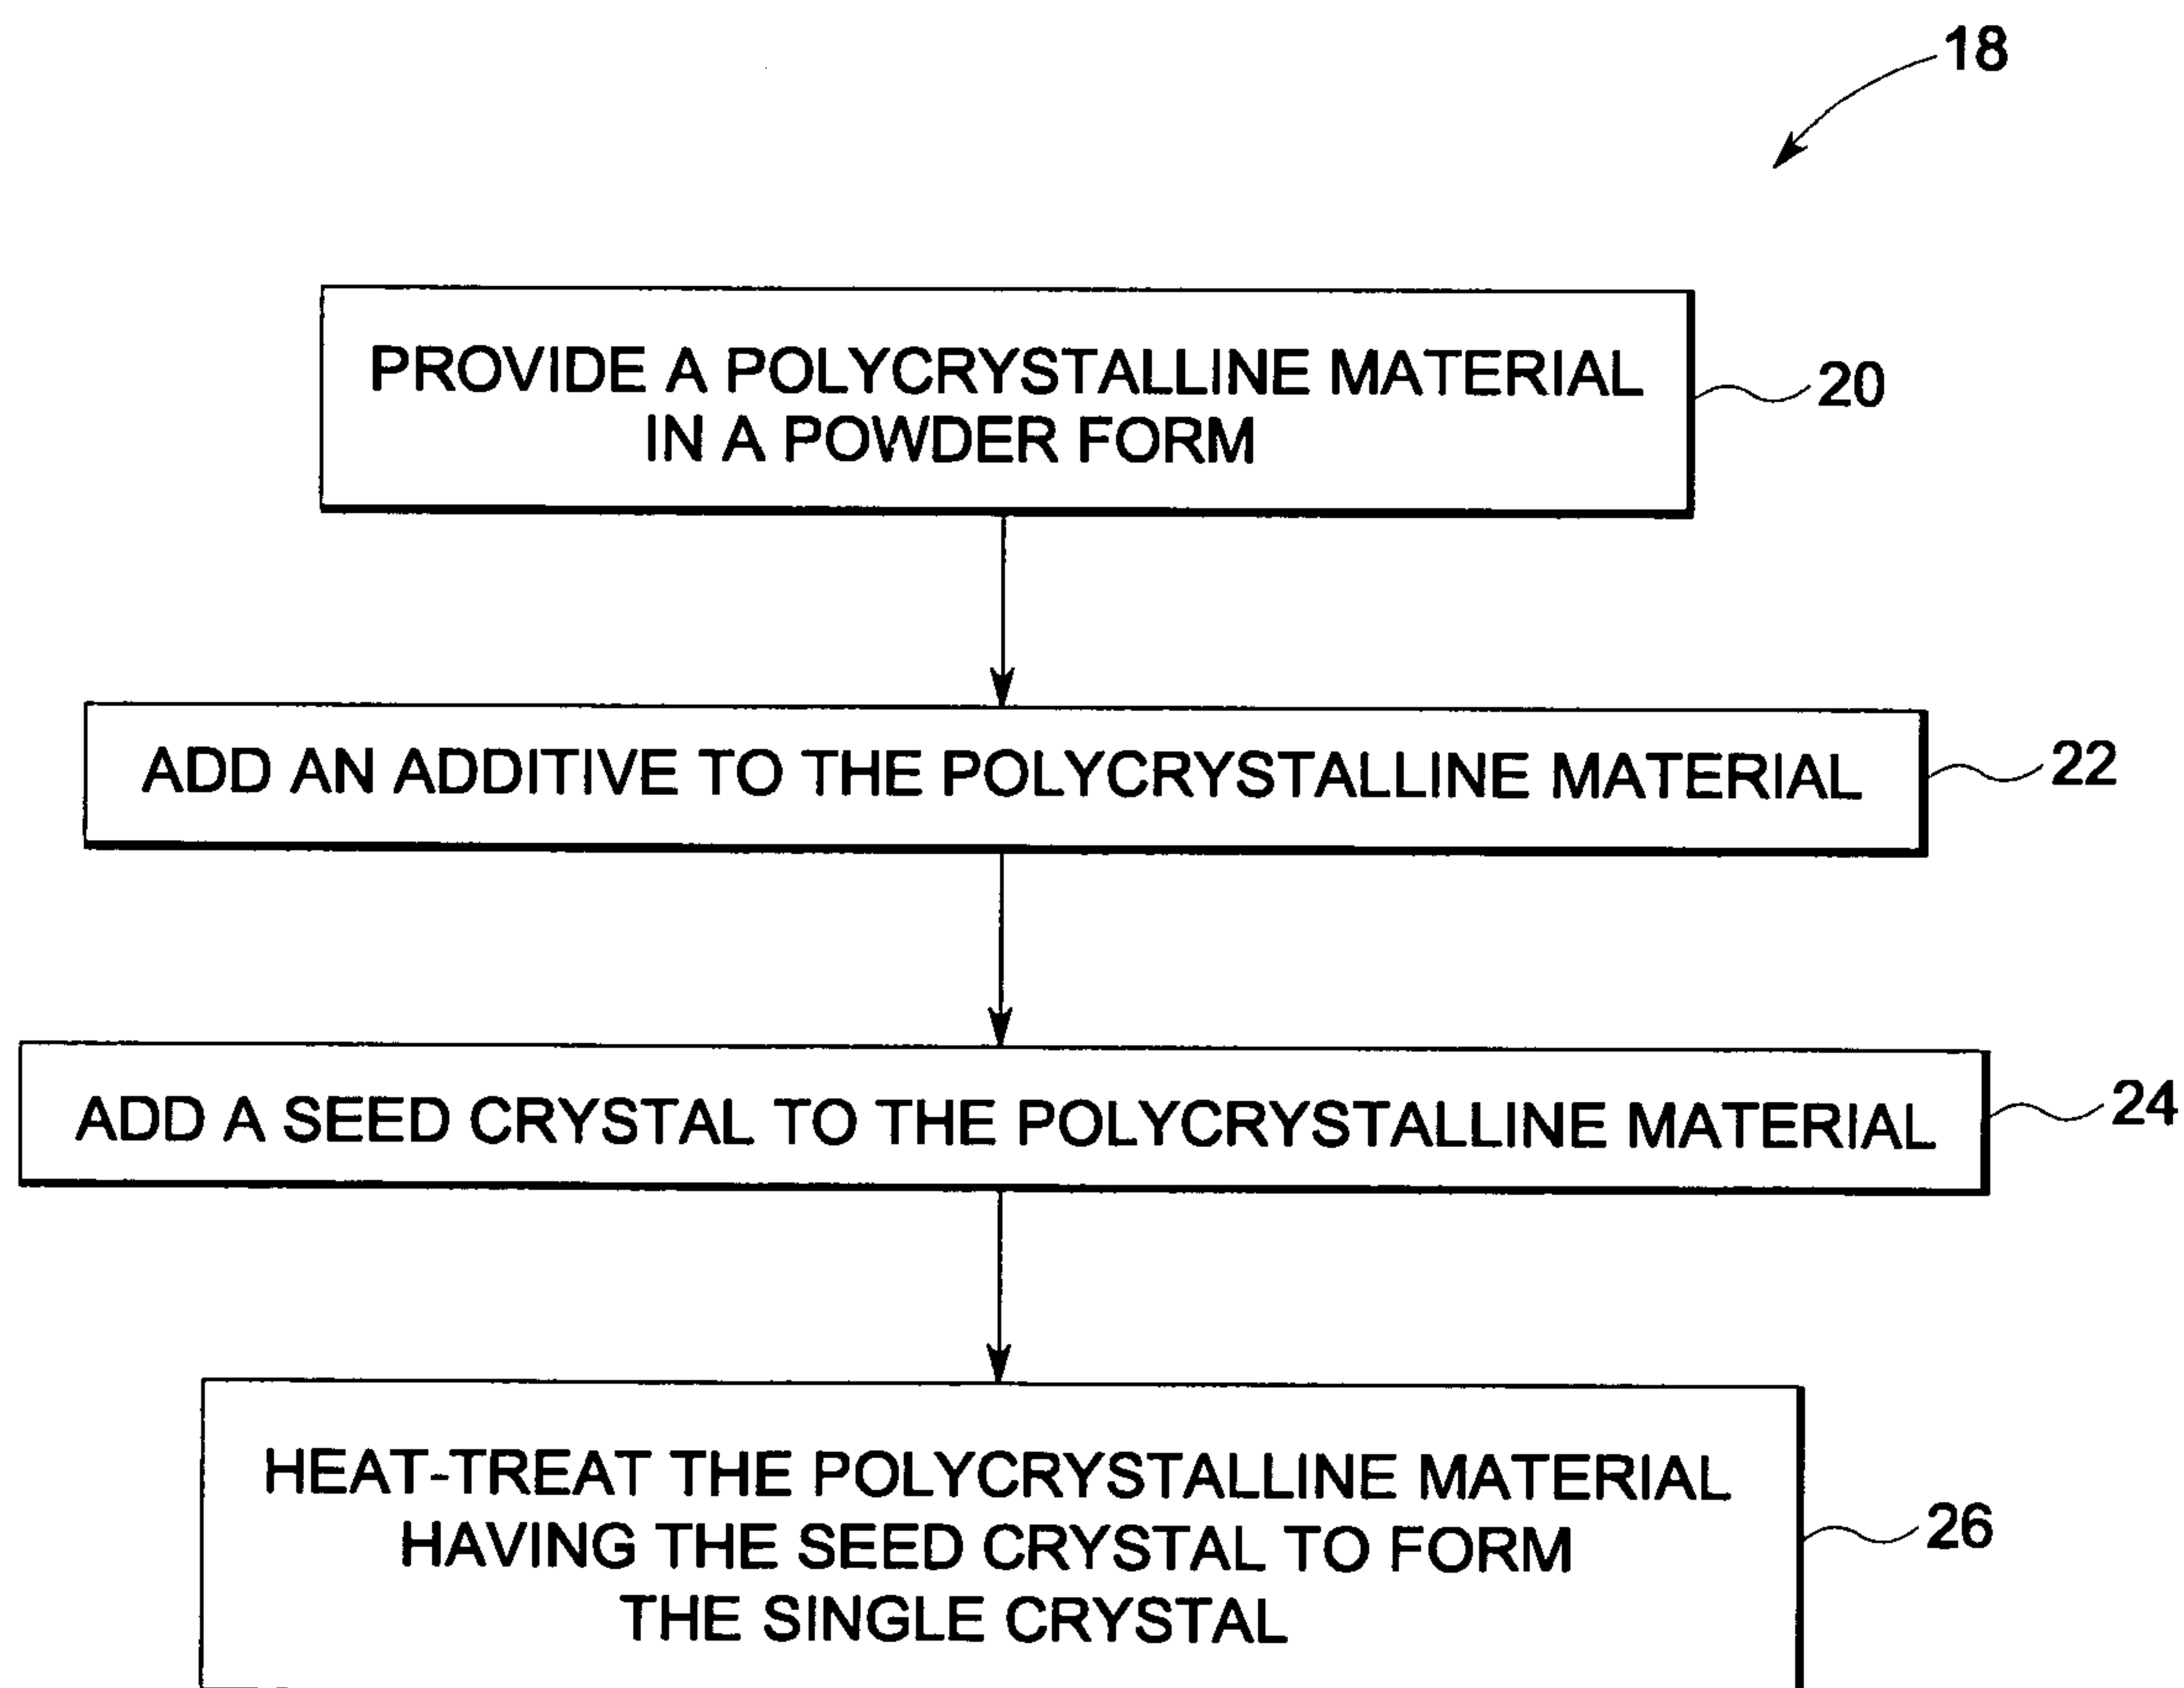 18
PROVIDE A POLYCRYSTALLINE MATERIAL
IN A POWDER FORM
20
ADD AN ADDITIVE TO THE POLYCRYSTALLINE MATERIAL
22
ADD A SEED CRYSTAL TO THE POLYCRYSTALLINE MATERIAL
24
HEAT-TREAT THE POLYCRYSTALLINE MATERIAL
HAVING THE SEED CRYSTAL TO FORM
THE SINGLE CRYSTAL
26